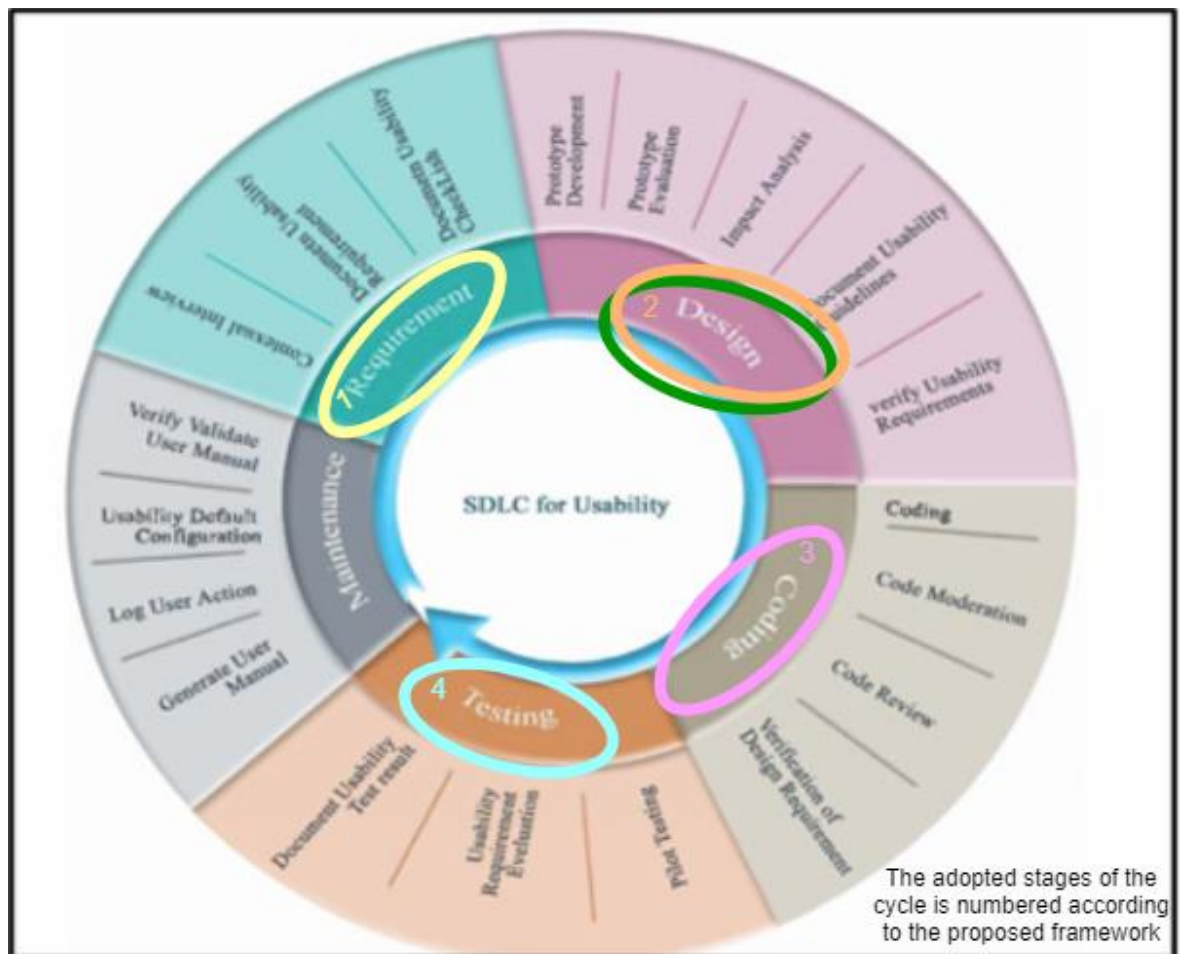 Document Usability
CheckList
Document Usability
Requirement
Contexual Interview
1
Requirement
Prototype
Development
Prototype
Evaluation
Impact Analysis
Document Usability
Guidelines
verify Usability
Requirements
2
Design
Coding
Code Moderation
Code Review
Verification of
Design Requirement
3
Coding
Pilot Testing
Usability
Requirement
Eveluation
Document Usability
Test result
4
Testing
Generate User
Manual
Log User Action
Usability Default
Configuration
Verify Validate
User Manual
Maintenance
SDLC for Usability
The adopted stages of the
cycle is numbered according
to the proposed framework